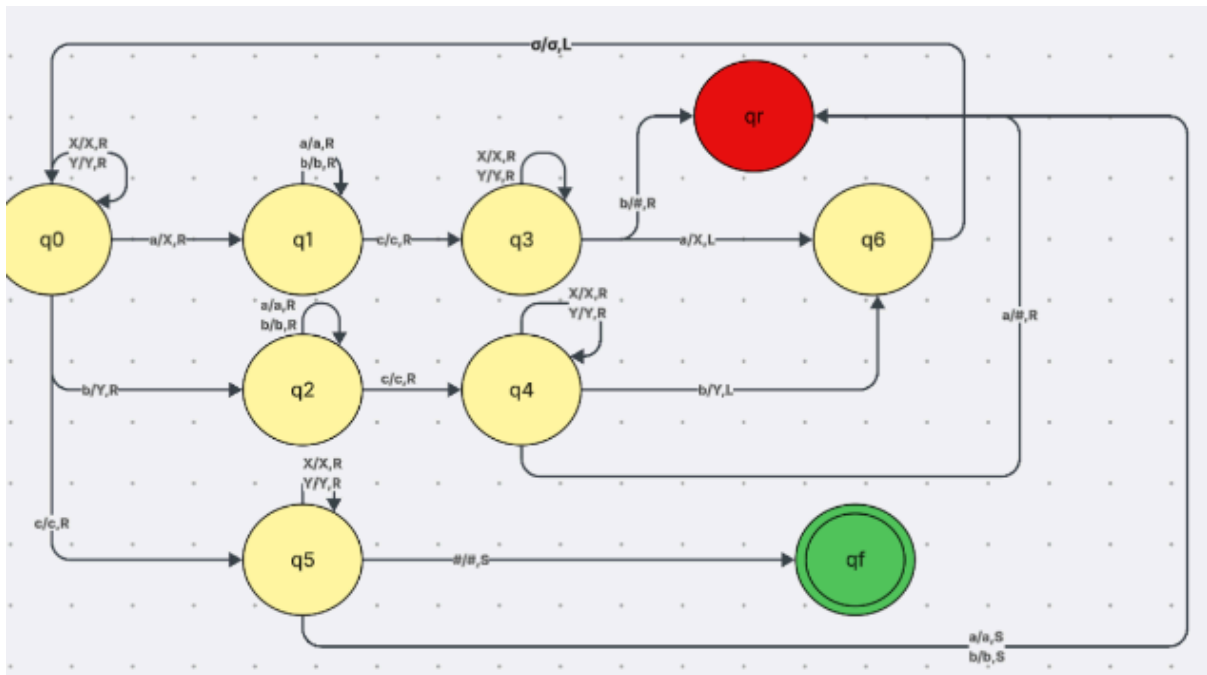 σ/σ,L
qr
X/X,R
Y/Y,R
a/a,R
b/b,R
X/X,R
Y/Y,R
b/#,R
q0
a/X,R
q1
c/c,R
q3
a/X,L
q6
a/a,R
b/b,R
X/X,R
Y/Y,R
a/#,R
b/Y,R
q2
c/c,R
q4
b/Y,L
X/X,R
Y/Y,R
c/c,R
q5
#/#,S
qf
a/a,S
b/b,S